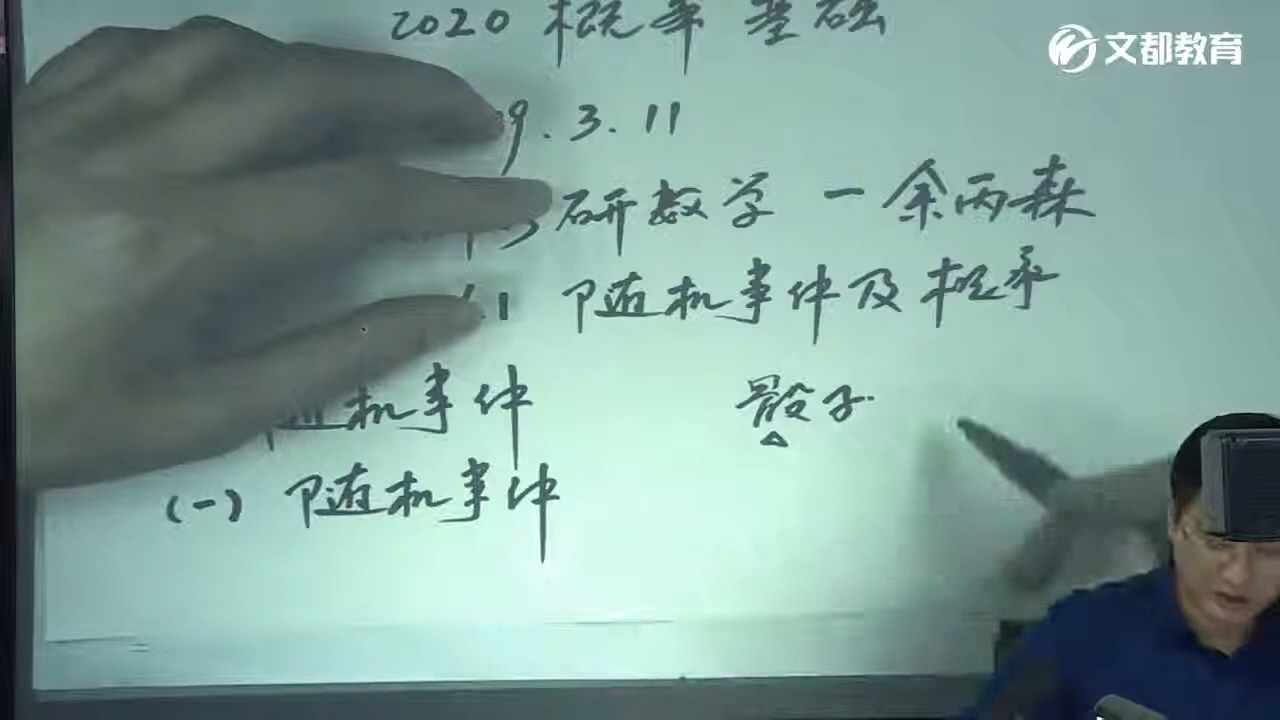 2020 概率 基础
文都教育
9.3.11
研数学 一 余丙森
.1 随机事件及概率
随机事件
骰子
(一) 随机事件